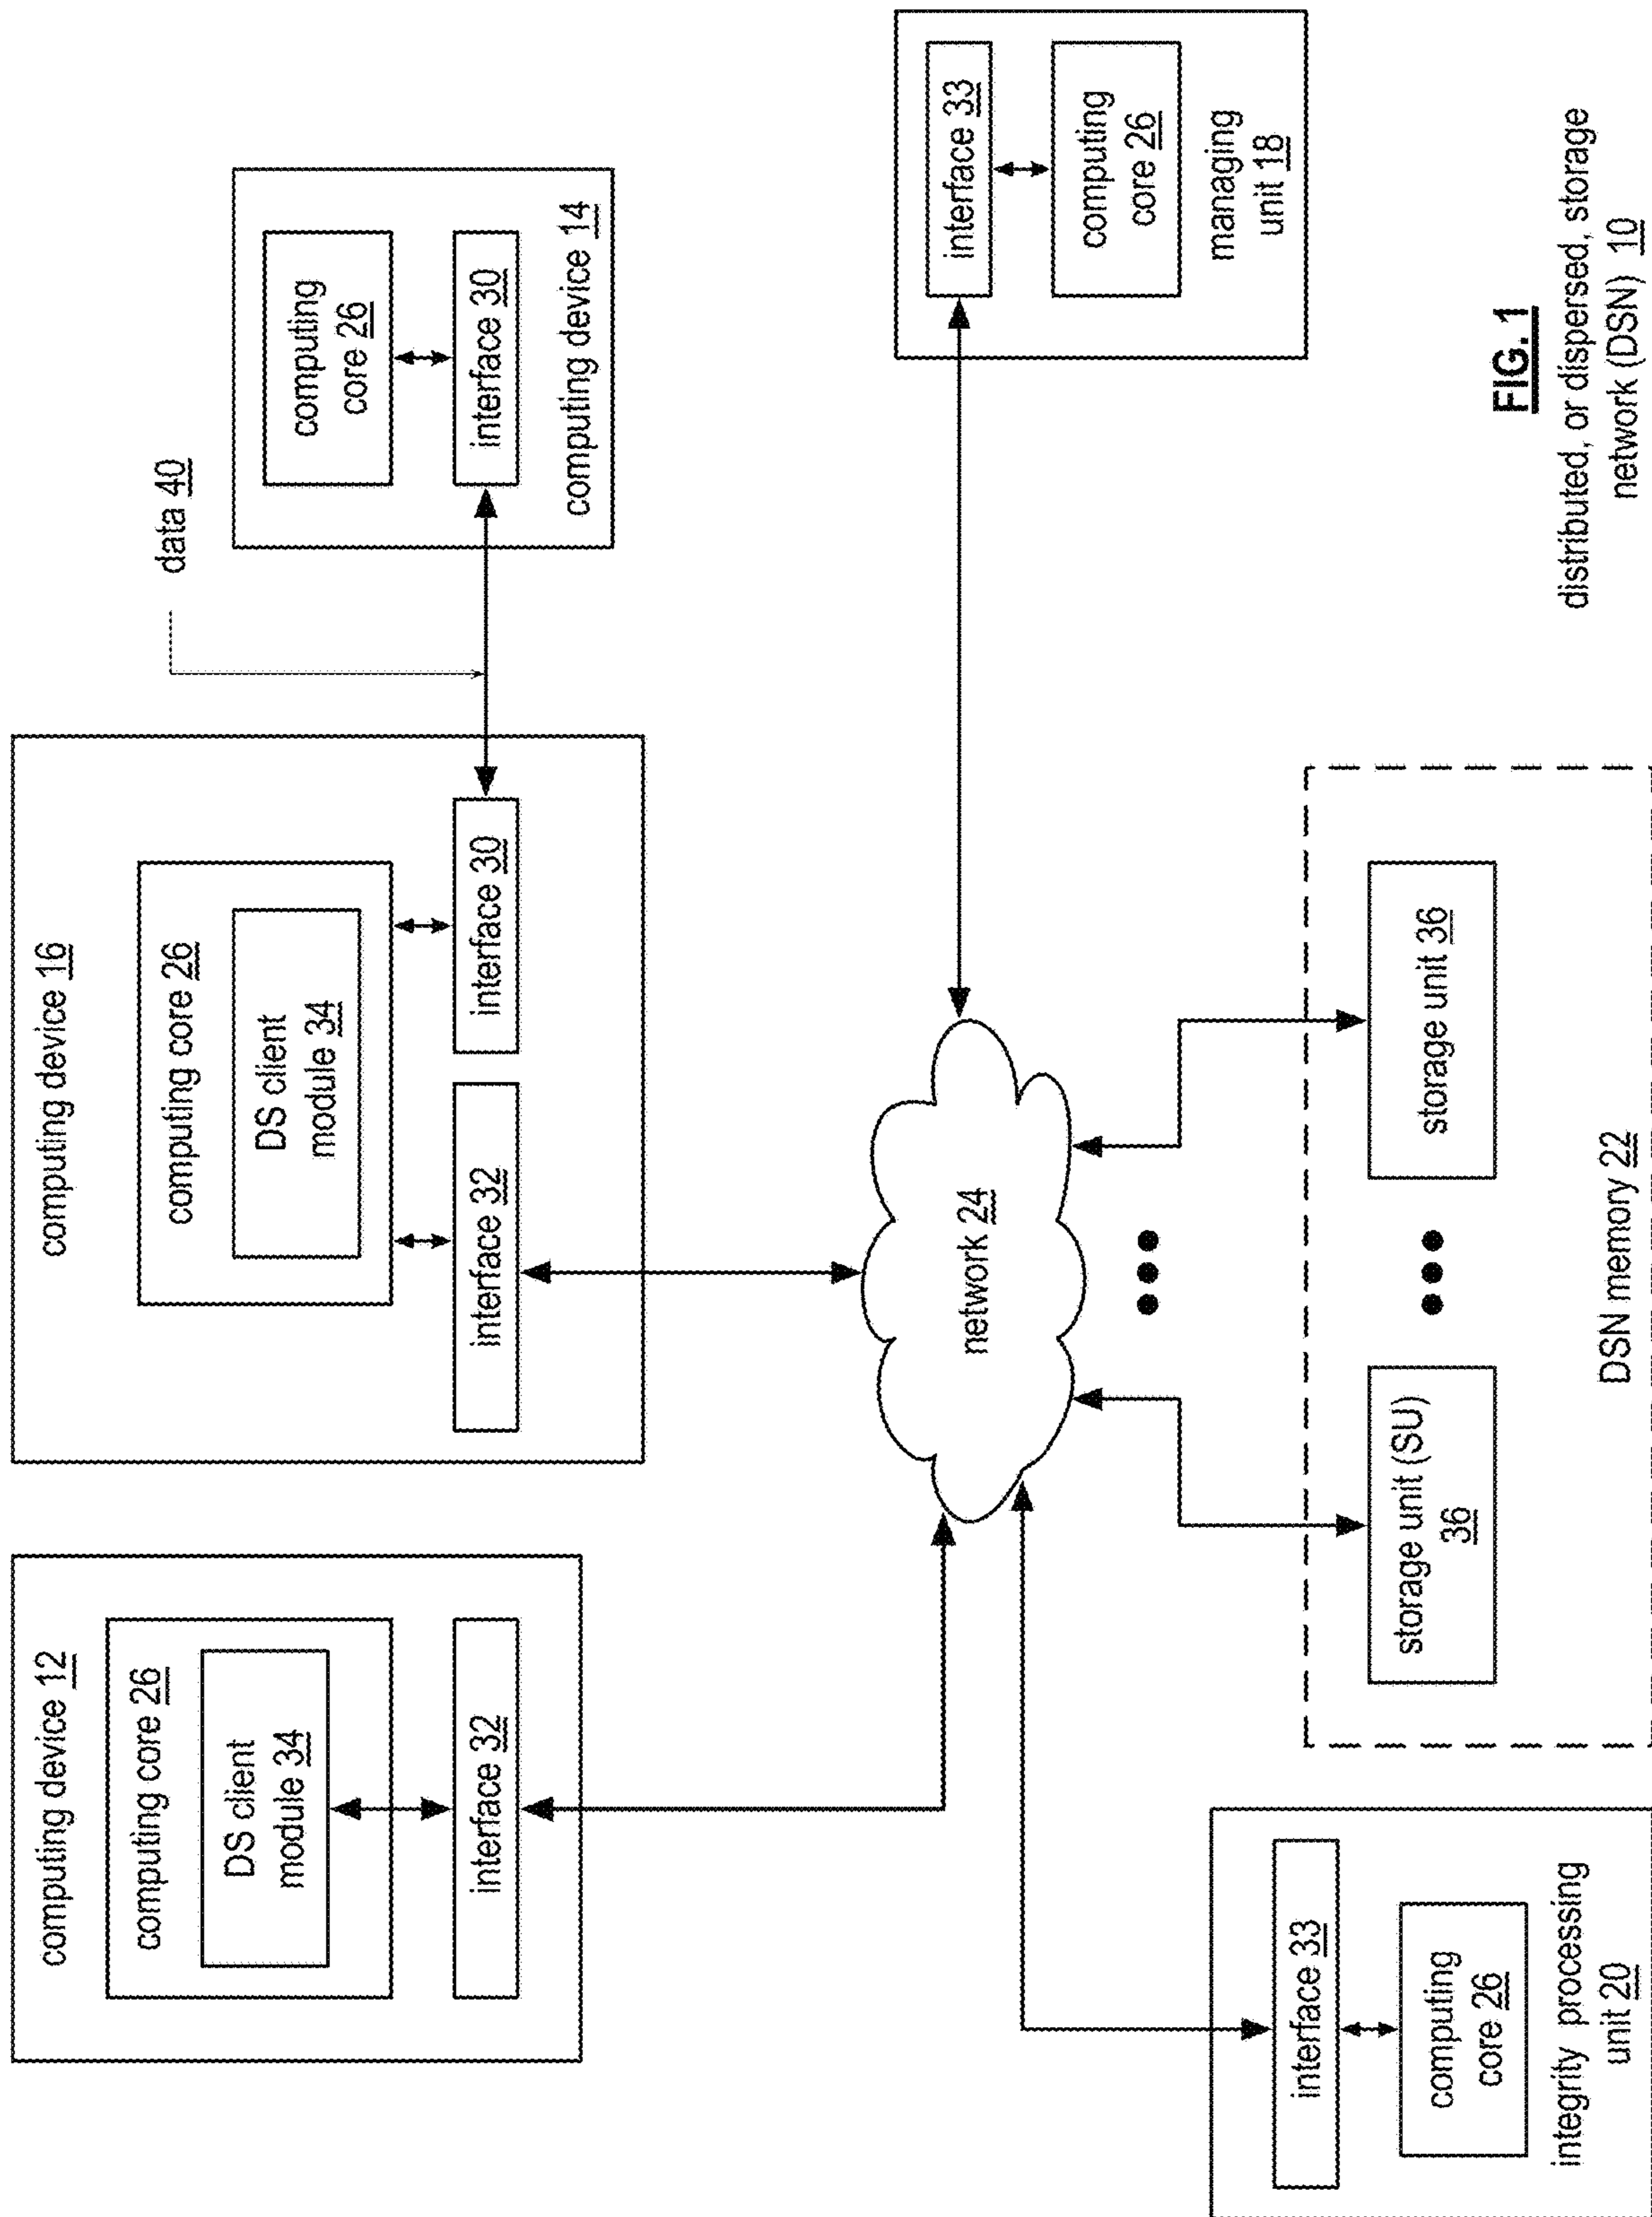 computing device 12
computing core 26
DS client
module 34
interface 32
computing device 16
computing core 26
DS client
module 34
interface 32
interface 30
data 40
computing
core 26
interface 30
computing device 14
network 24
interface 33
computing
core 26
managing
unit 18
interface 33
computing
core 26
integrity processing
unit 20
storage unit (SU)
36
storage unit 36
DSN memory 22
FIG. 1
distributed, or dispersed, storage
network (DSN) 10